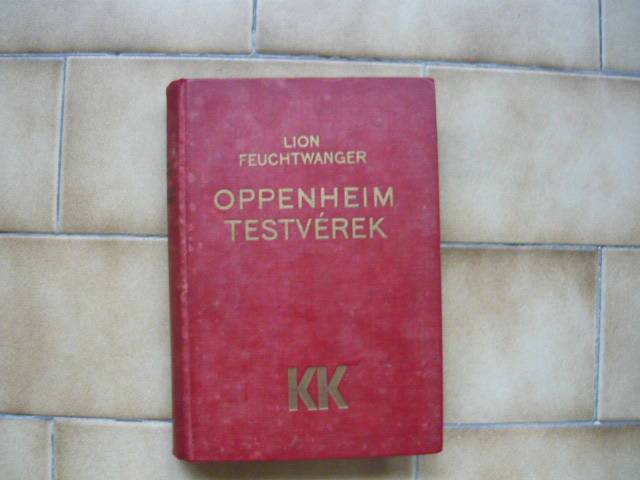 LION
FEUCHTWANGER
OPPENHEIM
TESTVÉREK
KK